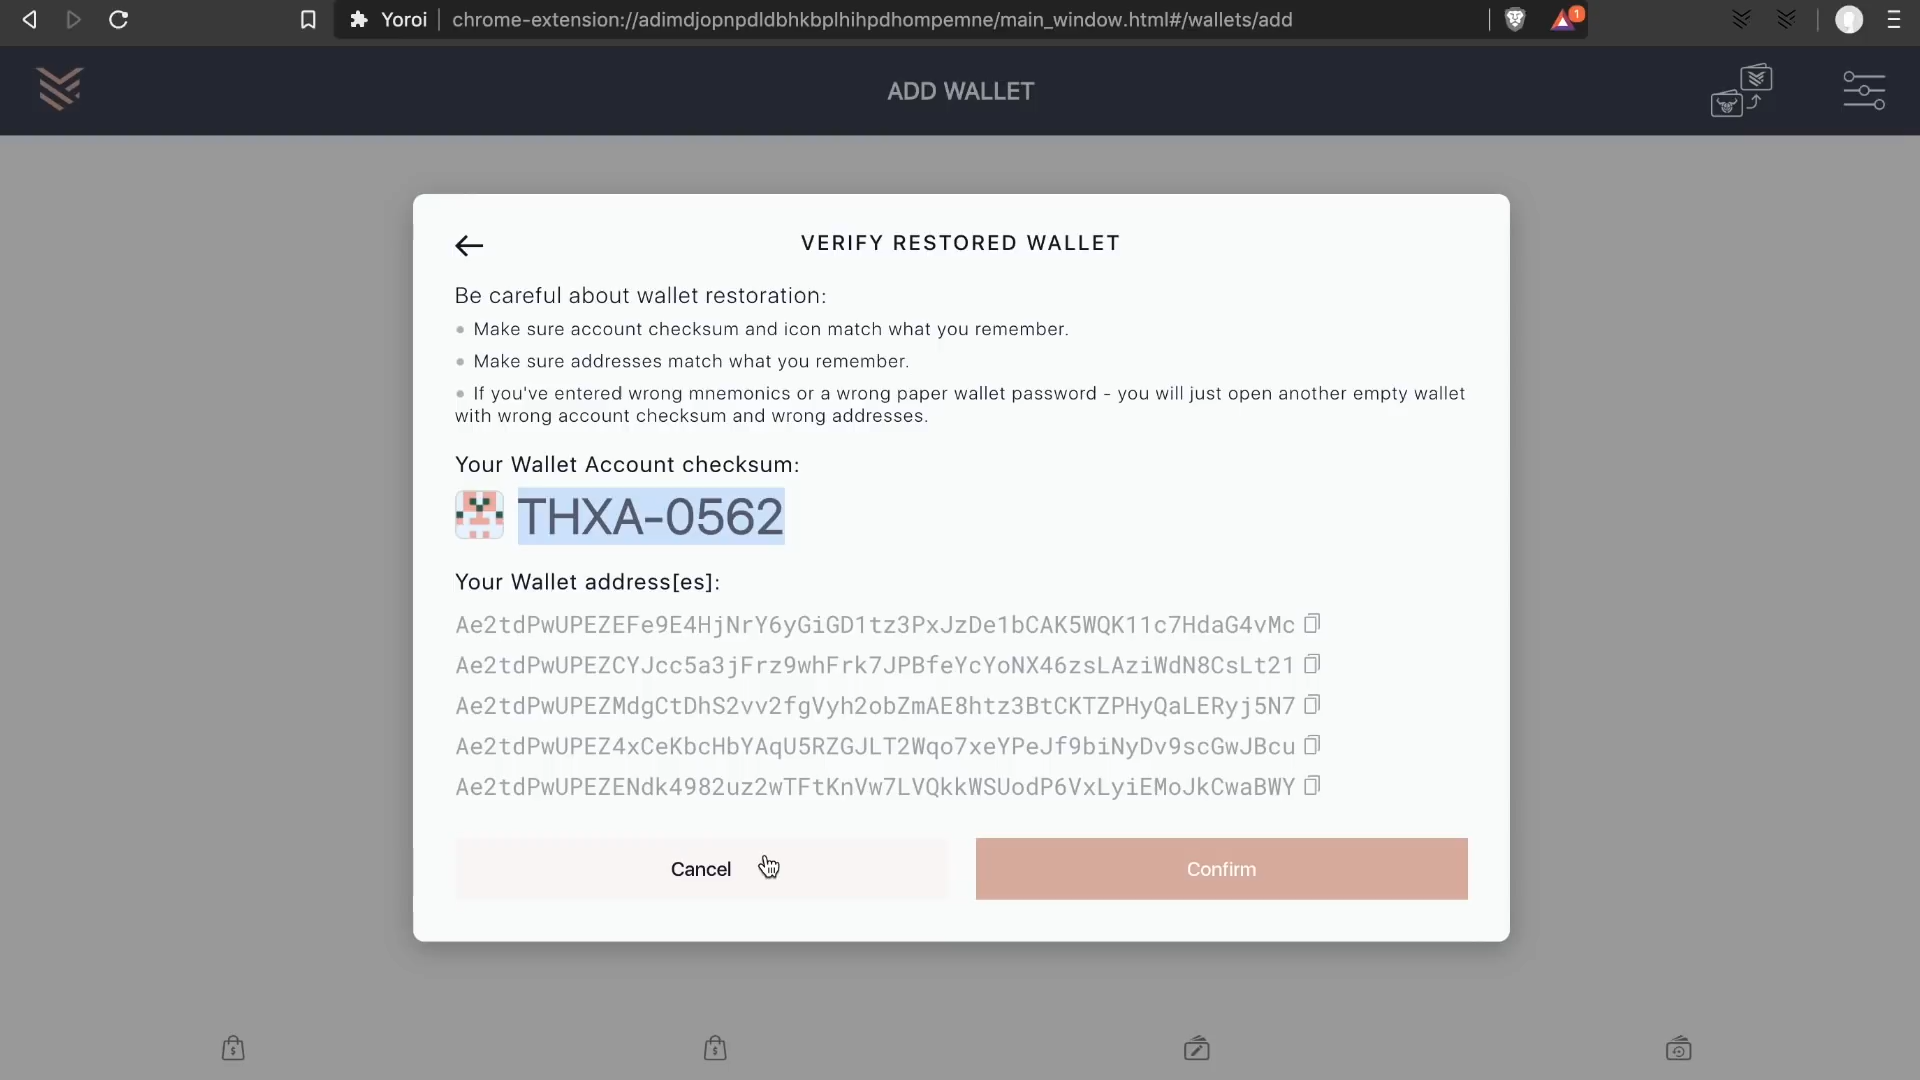 Yoroi
chrome-extension://adimdjopnpdldbhkbplhihpdhompemne/main_window.html#/wallets/add
1
ADD WALLET
VERIFY RESTORED WALLET
Be careful about wallet restoration:
Make sure account checksum and icon match what you remember.
Make sure addresses match what you remember.
If you've entered wrong mnemonics or a wrong paper wallet password - you will just open another empty wallet
with wrong account checksum and wrong addresses.
Your Wallet Account checksum:
THXA-0562
Your Wallet address[es]:
Ae2tdPwUPEZEFe9E4HjNrY6yGiGD1tz3PxJzDe1bCAK5WQK11c7HdaG4vMc
Ae2tdPwUPEZCYJcc5a3jFrz9whFrk7JPBfeYcYoNX46zsLAziWdN8CsLt21
Ae2tdPwUPEZMdgCtDhS2vv2fgVyh2obZmAE8htz3BtCKTZPHyQaLERyj5N7
Ae2tdPwUPEZ4xCeKbcHbYAqU5RZGJLT2Wqo7xeYPeJf9biNyDv9scGwJBcu
Ae2tdPwUPEZENdk4982uz2wTFtKnVw7LVQkkWSUodP6VxLyiEMoJkCwaBWY
Cancel
Confirm